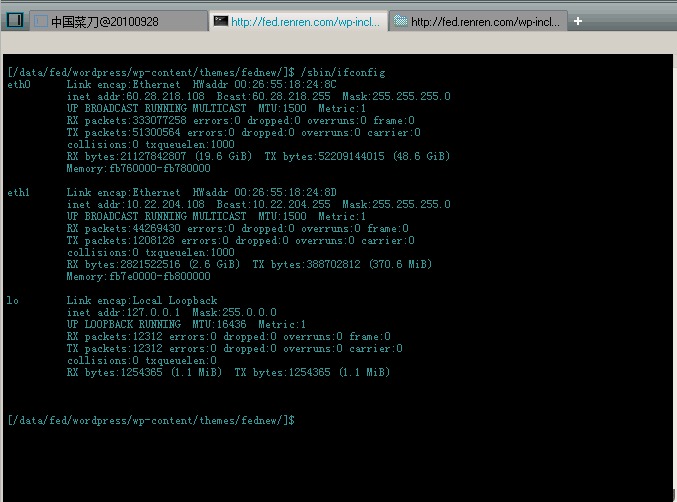 中国菜刀@20100928
http://fed.renren.com/wp-incl...
http://fed.renren.com/wp-incl...
[/data/fed/wordpress/wp-content/themes/fednew/]$ /sbin/ifconfig
eth0 Link encap:Ethernet HWaddr 00:26:55:18:24:8C
inet addr:60.28.218.108 Bcast:60.28.218.255 Mask:255.255.255.0
UP BROADCAST RUNNING MULTICAST MTU:1500 Metric:1
RX packets:333077258 errors:0 dropped:0 overruns:0 frame:0
TX packets:51300564 errors:0 dropped:0 overruns:0 carrier:0
collisions:0 txqueuelen:1000
RX bytes:21127842807 (19.6 GiB) TX bytes:52209144015 (48.6 GiB)
Memory:fb760000-fb780000
eth1 Link encap:Ethernet HWaddr 00:26:55:18:24:8D
inet addr:10.22.204.108 Bcast:10.22.204.255 Mask:255.255.255.0
UP BROADCAST RUNNING MULTICAST MTU:1500 Metric:1
RX packets:44269430 errors:0 dropped:0 overruns:0 frame:0
TX packets:1208128 errors:0 dropped:0 overruns:0 carrier:0
collisions:0 txqueuelen:1000
RX bytes:2821522516 (2.6 GiB) TX bytes:388702812 (370.6 MiB)
Memory:fb7e0000-fb800000
lo Link encap:Local Loopback
inet addr:127.0.0.1 Mask:255.0.0.0
UP LOOPBACK RUNNING MTU:16436 Metric:1
RX packets:12312 errors:0 dropped:0 overruns:0 frame:0
TX packets:12312 errors:0 dropped:0 overruns:0 carrier:0
collisions:0 txqueuelen:0
RX bytes:1254365 (1.1 MiB) TX bytes:1254365 (1.1 MiB)
[/data/fed/wordpress/wp-content/themes/fednew/]$